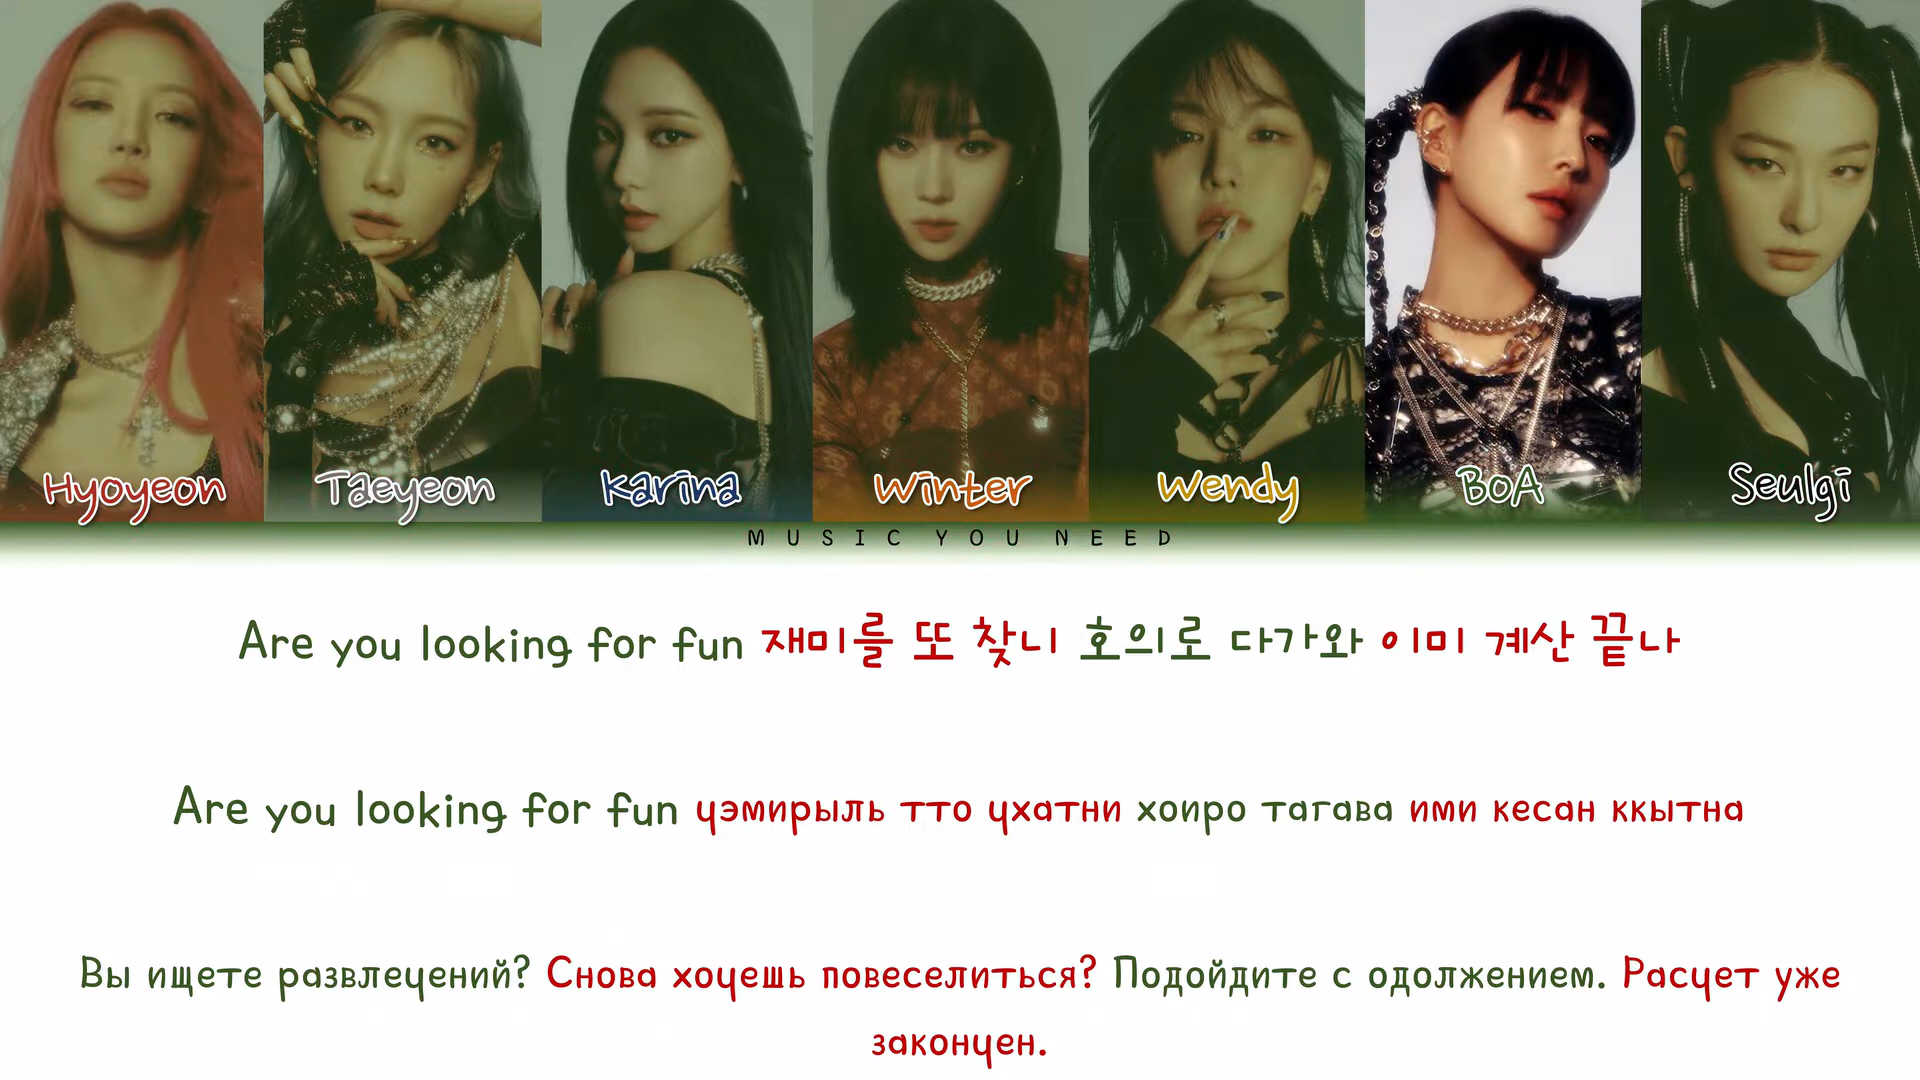 Hyoyeon Taeyeon Karina Winter Wendy BoA Seulgi
MUSIC YOU NEED
Are you looking for fun 재미를 또 찾니 호의로 다가와 이미 계산 끝나
Are you looking for fun чэмирыль тто чхатни хоиро тагава ими кесан ккытна
Вы ищете развлечений? Снова хочешь повеселиться? Подойдите с одолжением. Расчет уже
закончен.